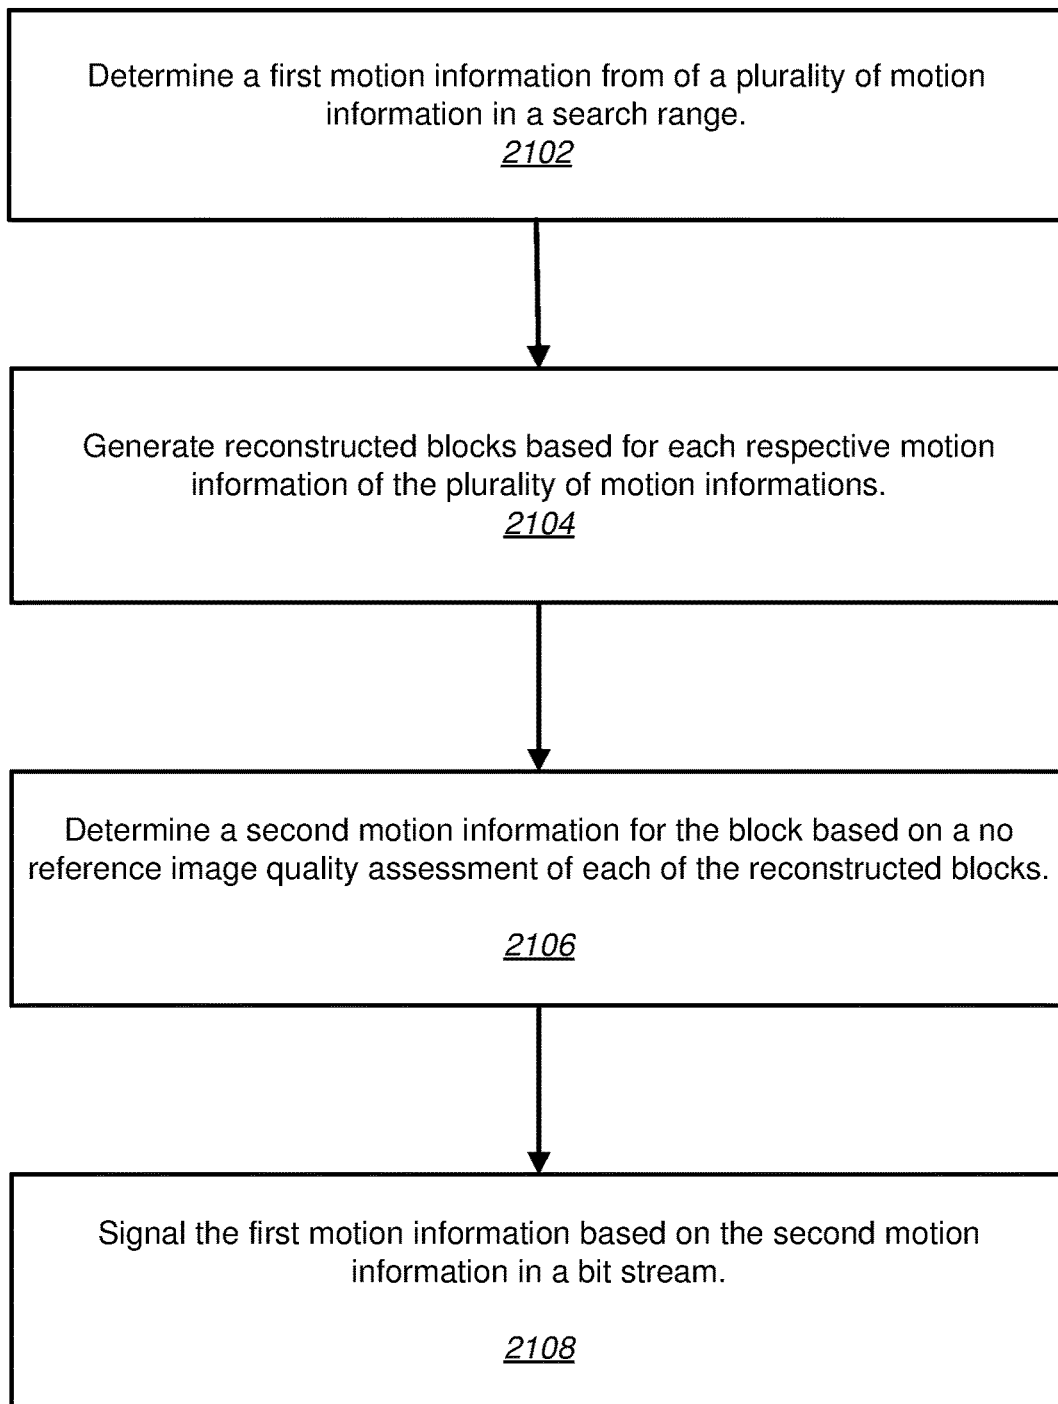 Determine a first motion information from of a plurality of motion
information in a search range.
2102
Generate reconstructed blocks based for each respective motion
information of the plurality of motion informations.
2104
Determine a second motion information for the block based on a no
reference image quality assessment of each of the reconstructed blocks.
2106
Signal the first motion information based on the second motion
information in a bit stream.
2108